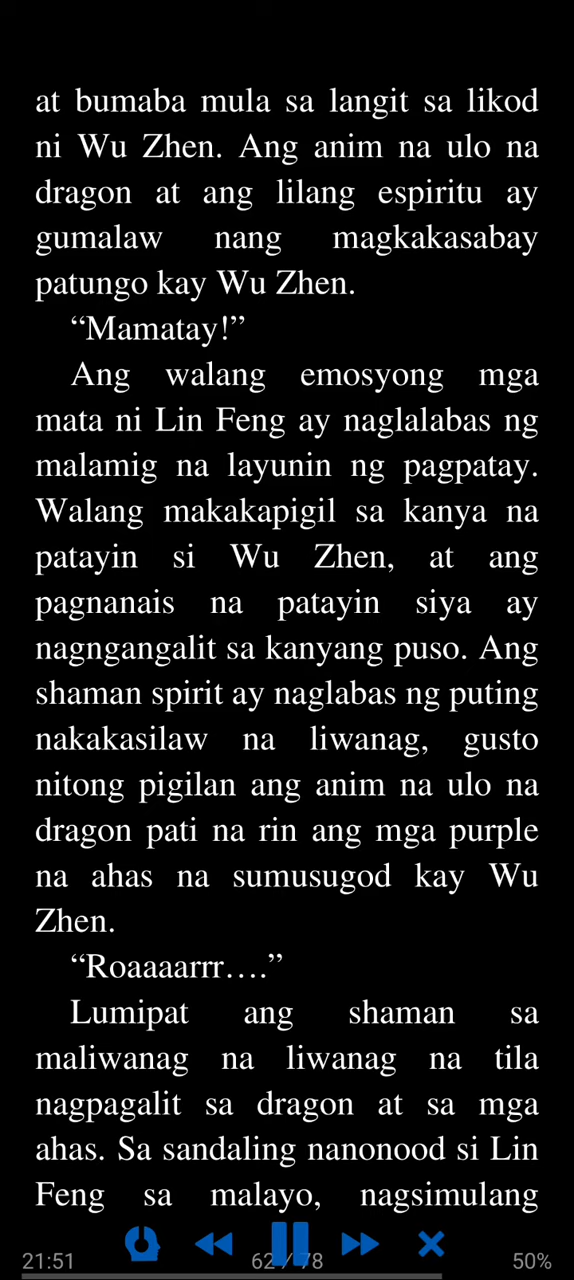 at bumaba mula sa langit sa likod
ni Wu Zhen. Ang anim na ulo na
dragon at ang lilang espiritu ay
gumalaw nang magkakasabay
patungo kay Wu Zhen.
“Mamatay!”
Ang walang emosyong mga
mata ni Lin Feng ay naglalabas ng
malamig na layunin ng pagpatay.
Walang makakapigil sa kanya na
patayin si Wu Zhen, at ang
pagnanais na patayin siya ay
nagngangalit sa kanyang puso. Ang
shaman spirit ay naglabas ng puting
nakakasilaw na liwanag, gusto
nitong pigilan ang anim na ulo na
dragon pati na rin ang mga purple
na ahas na sumusugod kay Wu
Zhen.
“Roaaaarrr….”
Lumipat ang shaman sa
maliwanag na liwanag na tila
nagpagalit sa dragon at sa mga
ahas. Sa sandaling nanonood si Lin
Feng sa malayo, nagsimulang
21:51 62 / 78 50%